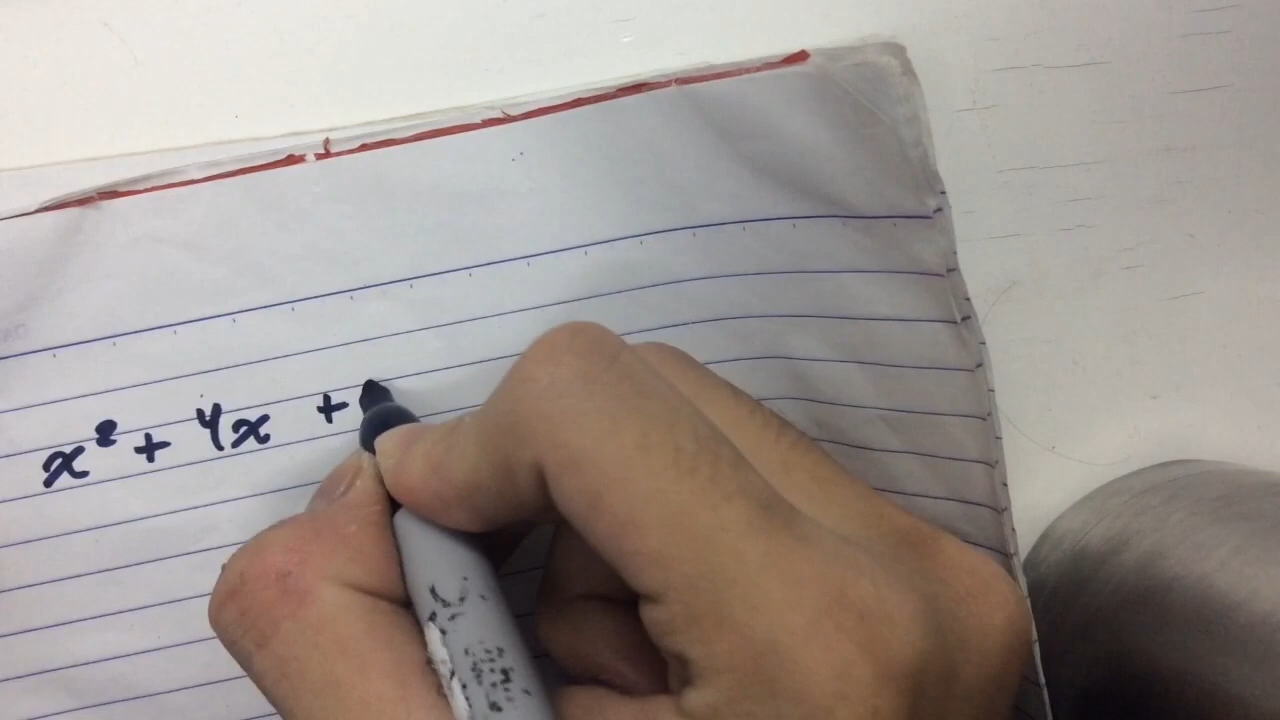 x² + 4x +